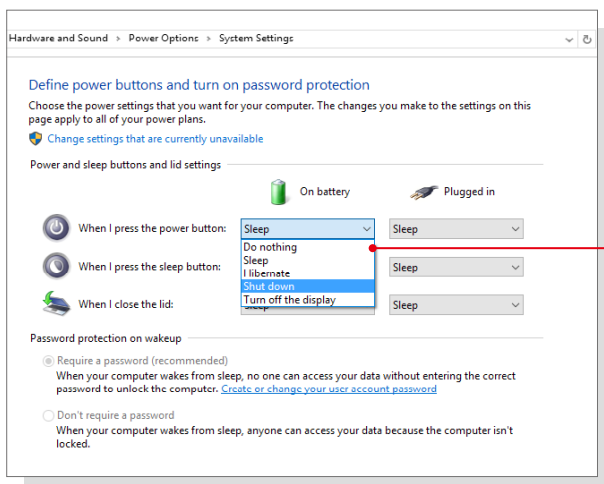 Hardware and Sound > Power Options > System Settings
Define power buttons and turn on password protection
Choose the power settings that you want for your computer. The changes you make to the settings on this
page apply to all of your power plans.
Change settings that are currently unavailable
Power and sleep buttons and lid settings
On battery Plugged in
When I press the power button: Sleep Sleep
Do nothing
Sleep
When I press the sleep button: Sleep
Hibernate
Shut down
Turn off the display
When I close the lid: Sleep Sleep
Password protection on wakeup
Require a password (recommended)
When your computer wakes from sleep, no one can access your data without entering the correct
password to unlock the computer. Create or change your user account password
Don't require a password
When your computer wakes from sleep, anyone can access your data because the computer isn't
locked.